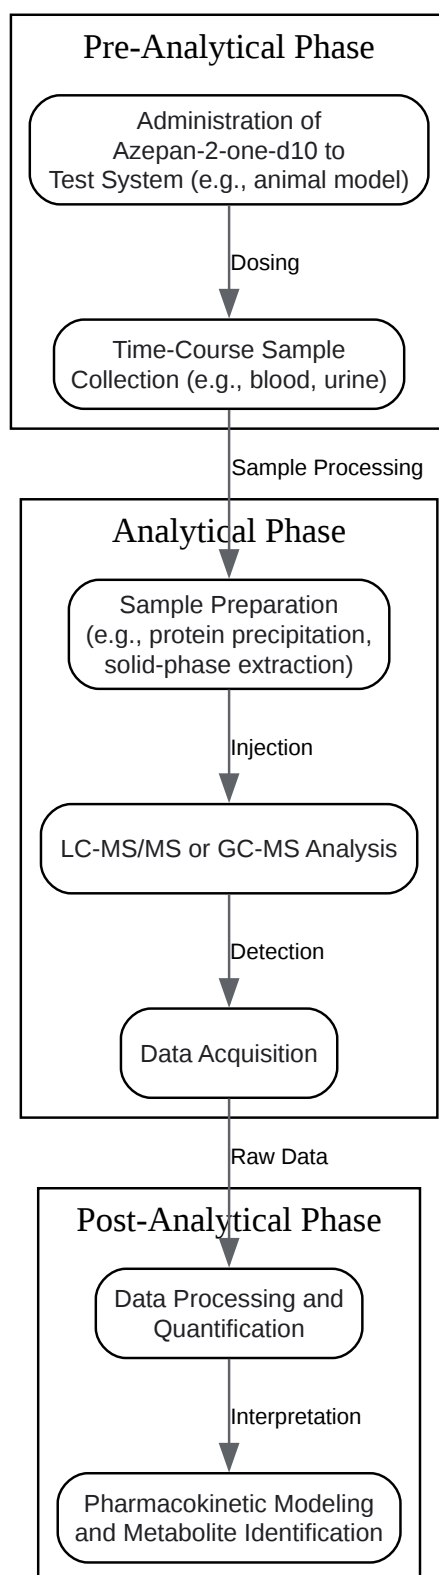 Pre-Analytical Phase
Administration of
Azepan-2-one-d10 to
Test System (e.g., animal model)
Dosing
Time-Course Sample
Collection (e.g., blood, urine)
Sample Processing
Analytical Phase
Sample Preparation
(e.g., protein precipitation,
solid-phase extraction)
Injection
LC-MS/MS or GC-MS Analysis
Detection
Data Acquisition
Raw Data
Post-Analytical Phase
Data Processing and
Quantification
Interpretation
Pharmacokinetic Modeling
and Metabolite Identification